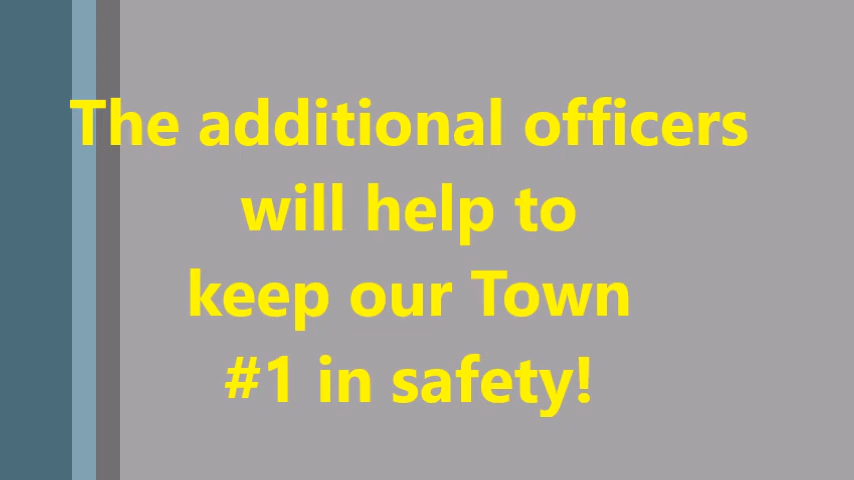 The additional officers
will help to
keep our Town
#1 in safety!